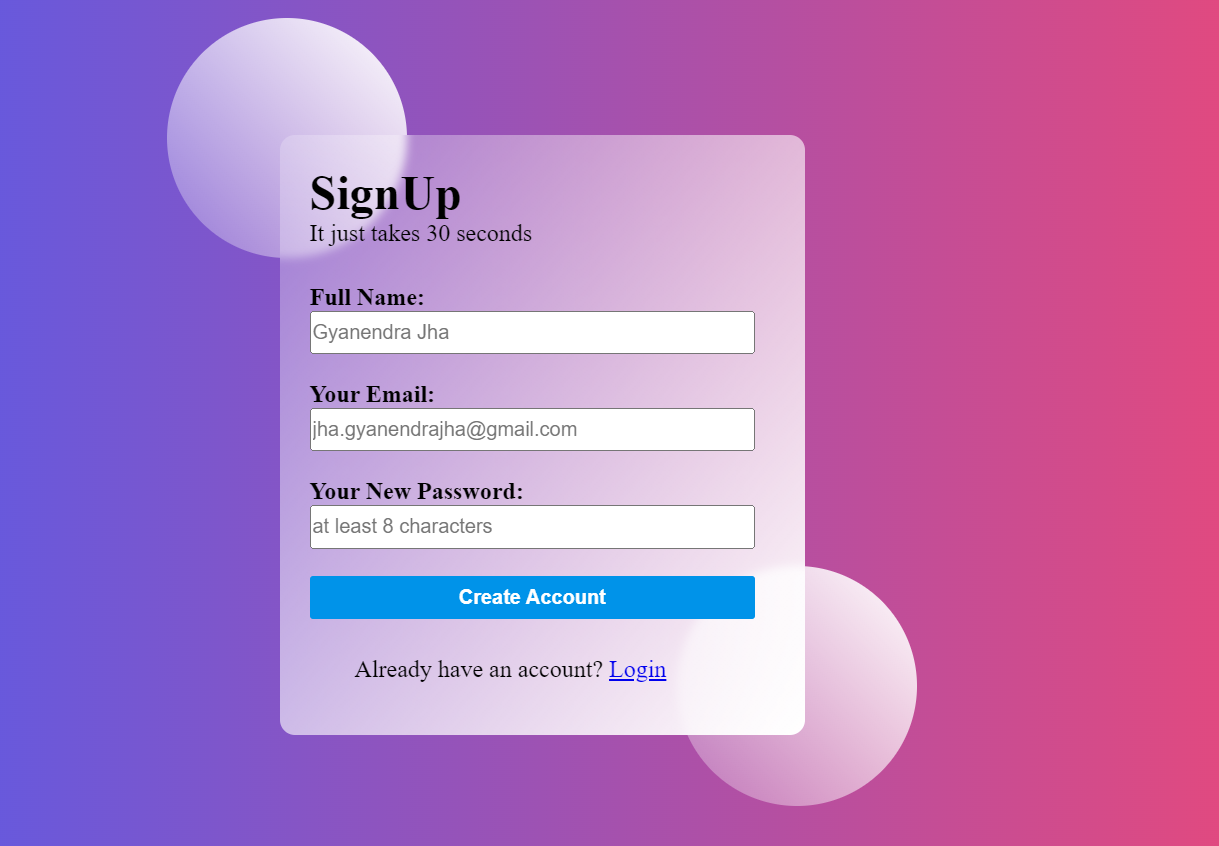 SignUp
It just takes 30 seconds
Full Name:
Gyanendra Jha
Your Email:
jha.gyanendrajha@gmail.com
Your New Password:
at least 8 characters
Create Account
Already have an account? Login